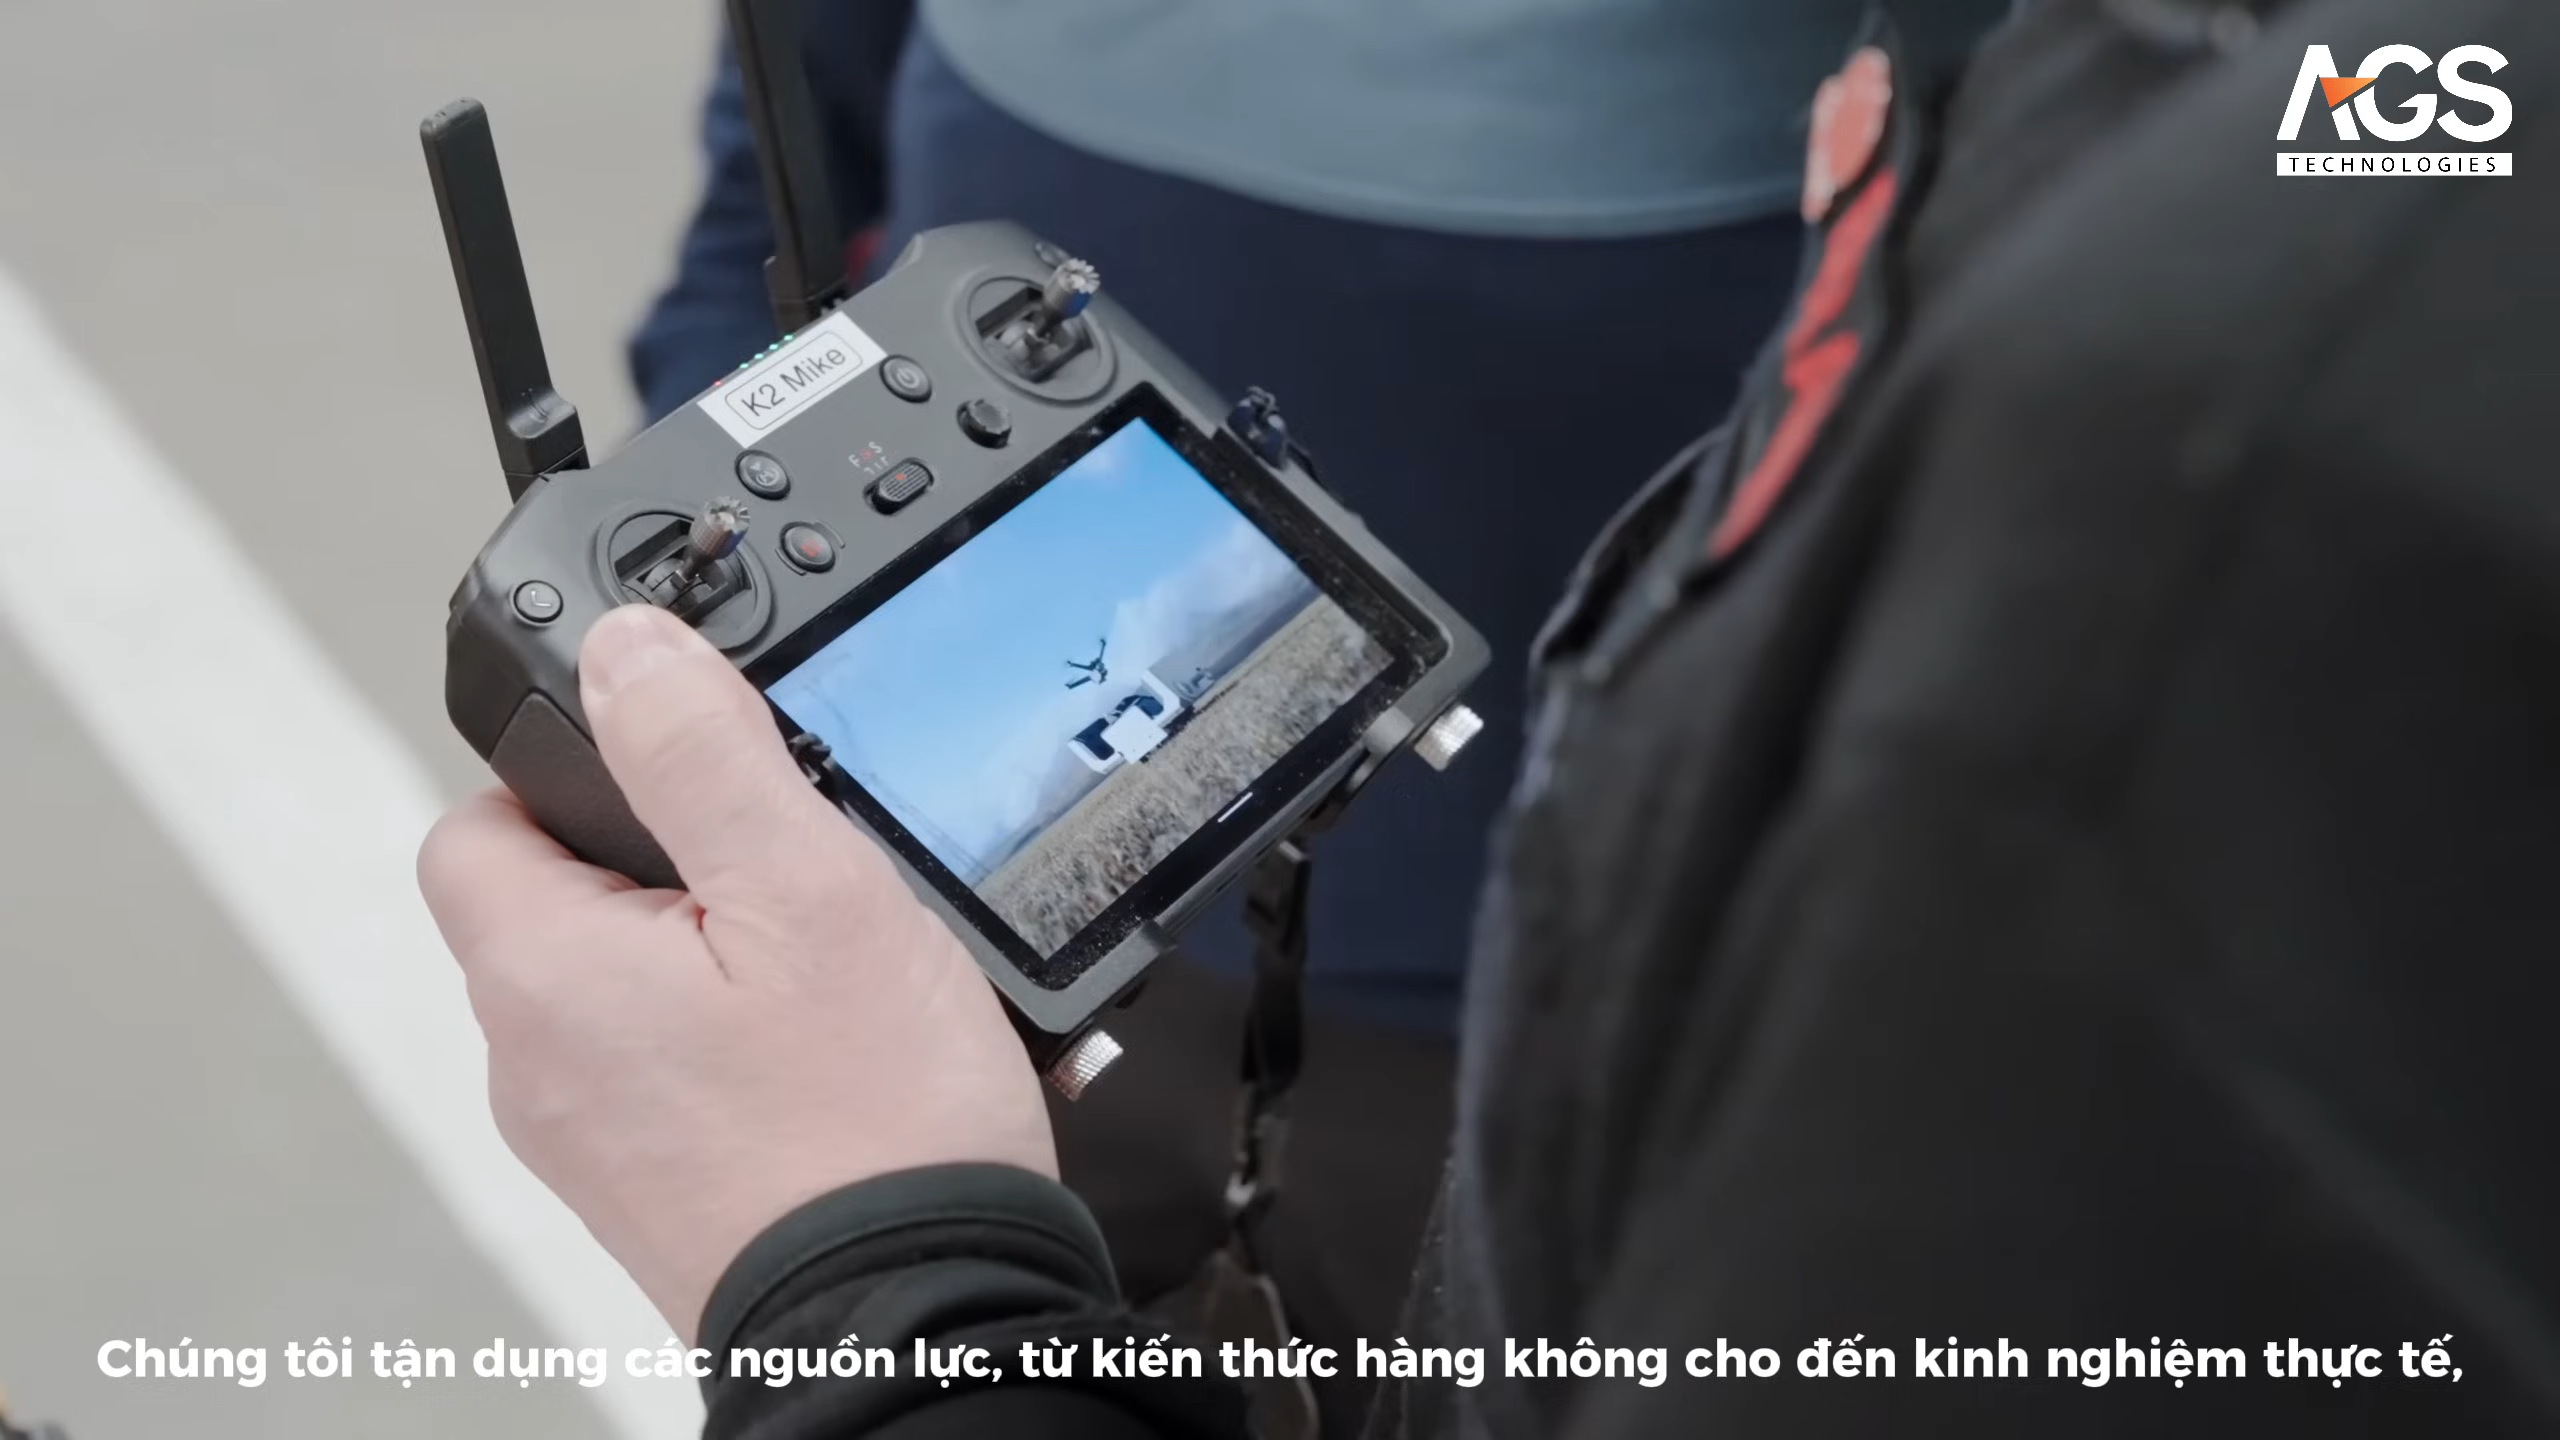 AGS
TECHNOLOGIES
K2 Mike
F S
Chúng tôi tận dụng các nguồn lực, từ kiến thức hàng không cho đến kinh nghiệm thực tế,